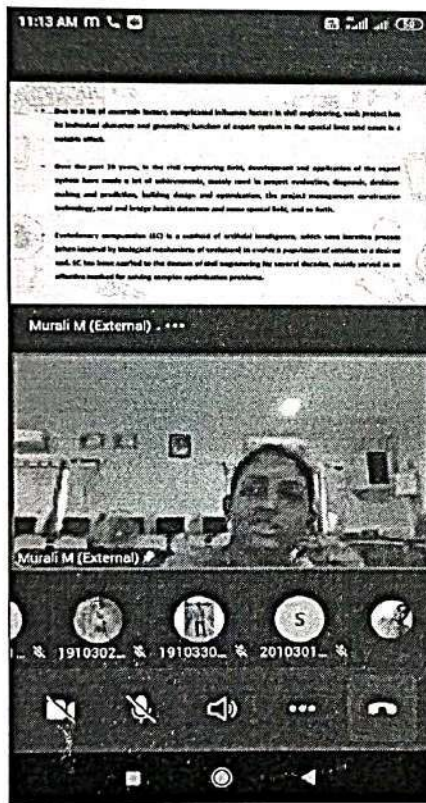 11:13 AM
59
• Due to a lot of uncertain factors, complicated influence factors in civil engineering, each project has
its individual character and generality; function of expert system in the special lines and cases is a
notable effect.
• Over the past 20 years, in the civil engineering field, development and application of the expert
system have made a lot of achievements, mainly used in project evaluation, diagnosis, decision-
making and prediction, building design and optimization, the project management construction
technology, road and bridge health detection and some special field, and so forth.
• Evolutionary computation (EC) is a method of artificial intelligence, which uses iterative process
(often inspired by biological mechanisms of evolution) to evolve a population of solution to a desired
end. EC has been applied to the domain of civil engineering for several decades, mainly served as an
effective method for solving complex optimization problems.
Murali M (External) - •••
Murali M (External)
1910302... 1910330... 2010301...
S